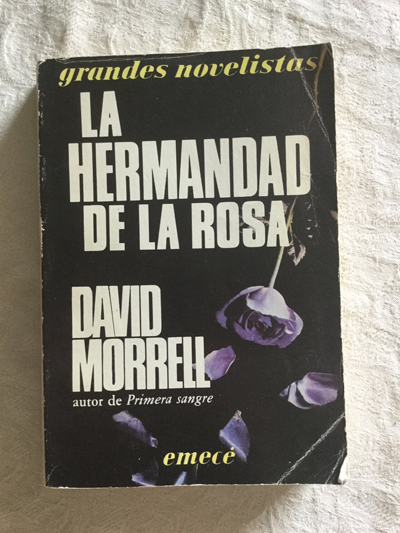 grandes novelistas
LA
HERMANDAD
DE LA ROSA
DAVID
MORRELL
autor de Primera sangre
emecé